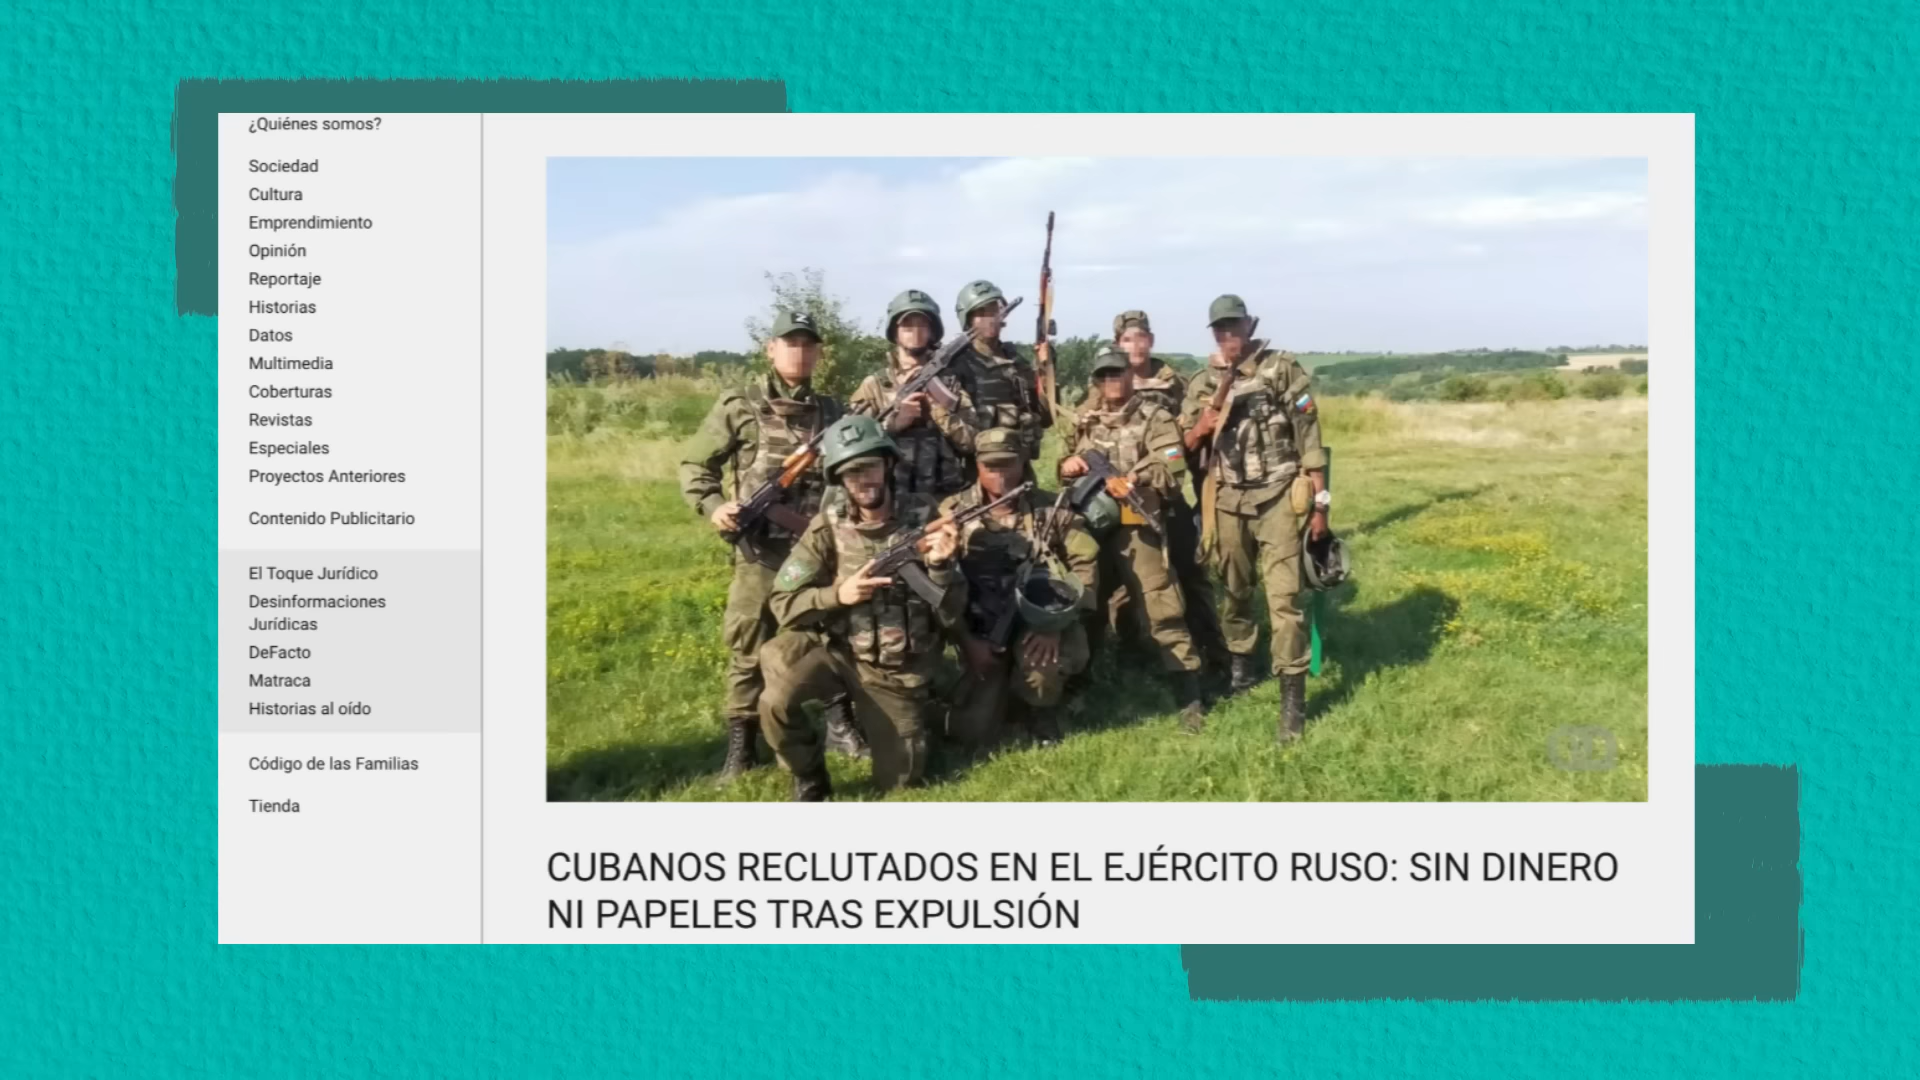 ¿Quiénes somos?
Sociedad
Cultura
Emprendimiento
Opinión
Reportaje
Historias
Datos
Multimedia
Coberturas
Revistas
Especiales
Proyectos Anteriores
Contenido Publicitario
El Toque Jurídico
Desinformaciones
Jurídicas
DeFacto
Matraca
Historias al oído
Código de las Familias
Tienda
Z
CUBANOS RECLUTADOS EN EL EJÉRCITO RUSO: SIN DINERO
NI PAPELES TRAS EXPULSIÓN